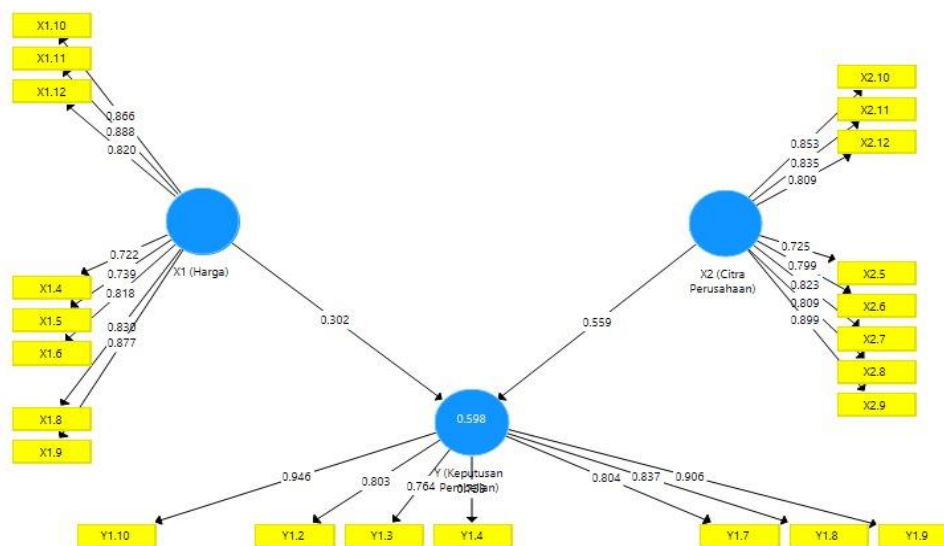 X1.10
X1.11
X1.12
0.866
0.888
0.820
X1 (Harga)
0.722
0.739
0.818
0.830
0.877
X1.4
X1.5
X1.6
X1.8
X1.9
X2.10
X2.11
X2.12
0.853
0.835
0.809
X2 (Citra
Perusahaan)
0.725
0.799
0.823
0.809
0.899
X2.5
X2.6
X2.7
X2.8
X2.9
0.302
0.559
0.598
Y (Keputusan
Pembelian)
0.946
0.803
0.764
0.804
0.837
0.906
Y1.10
Y1.2
Y1.3
Y1.4
Y1.7
Y1.8
Y1.9